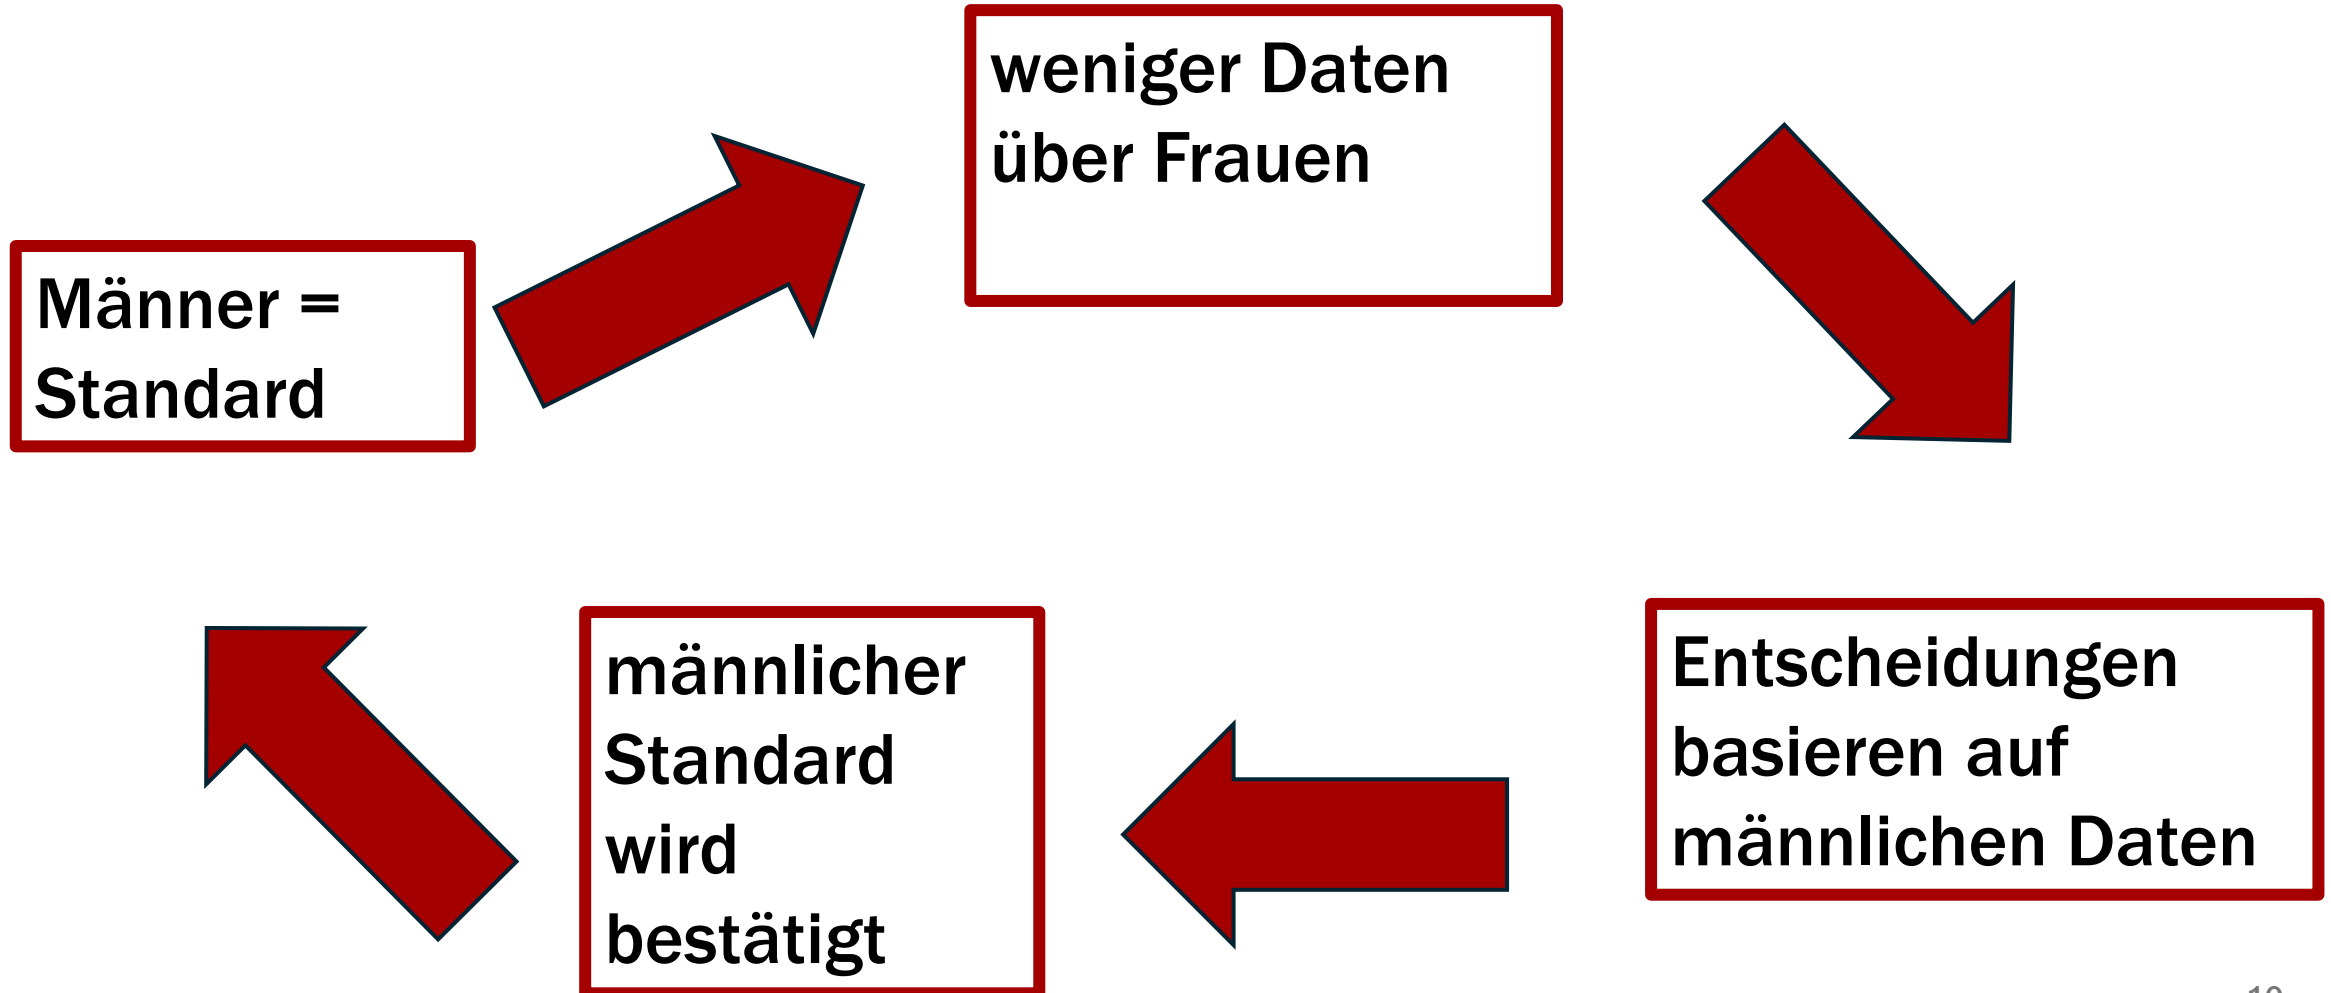 weniger Daten
über Frauen
Männer =
Standard
Entscheidungen
basieren auf
männlichen Daten
männlicher
Standard
wird
bestätigt